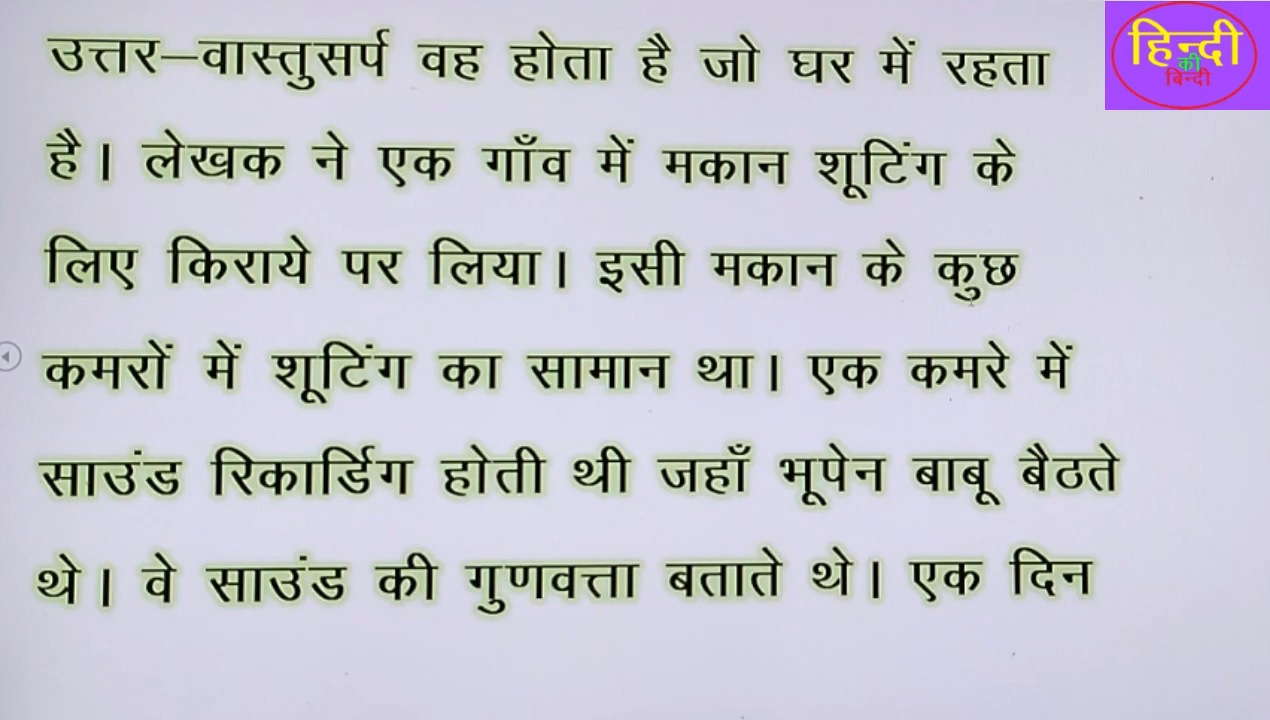 उत्तर–वास्तुसर्प वह होता है जो घर में रहता
है। लेखक ने एक गाँव में मकान शूटिंग के
लिए किराये पर लिया। इसी मकान के कुछ
कमरों में शूटिंग का सामान था। एक कमरे में
साउंड रिकार्डिंग होती थी जहाँ भूपेन बाबू बैठते
थे। वे साउंड की गुणवत्ता बताते थे। एक दिन
हिन्दी
की
बिन्दी